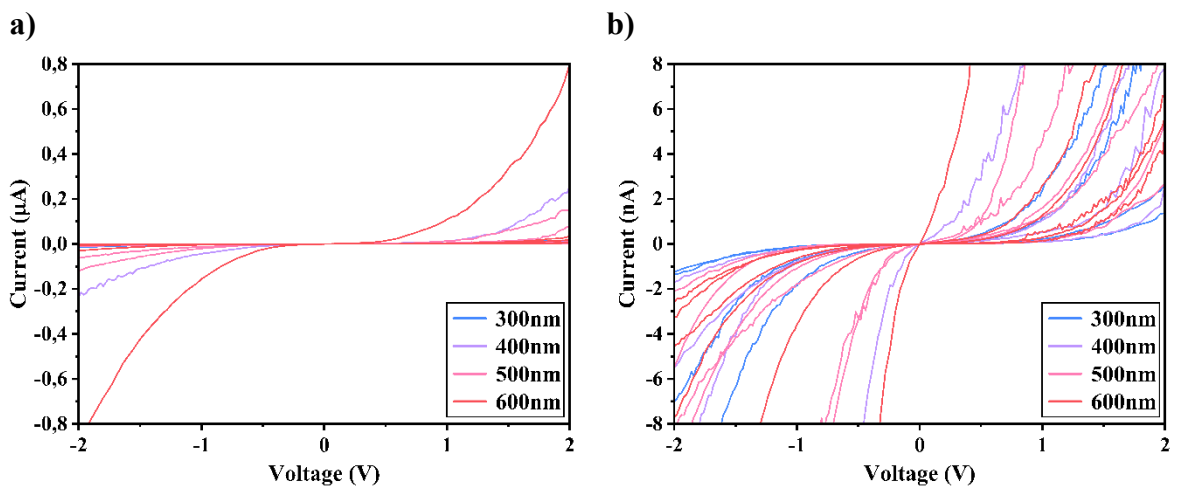 a)
0,8
0,6
0,4
0,2
0,0
-0,2
-0,4
-0,6
-0,8
Current (µA)
-2 -1 0 1 2
Voltage (V)
300nm
400nm
500nm
600nm
b)
8
6
4
2
0
-2
-4
-6
-8
Current (nA)
-2 -1 0 1 2
Voltage (V)
300nm
400nm
500nm
600nm